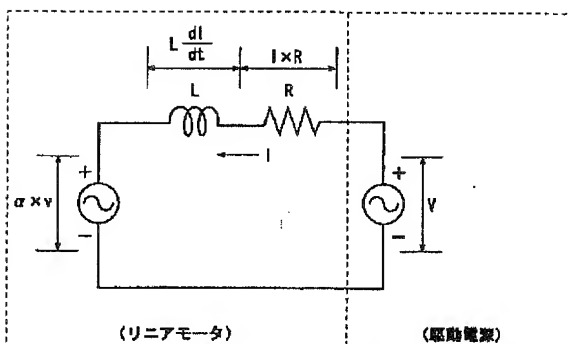 L dI/dt I×R
L R
I
+ +
α×v V
− −
(リニアモータ) (駆動電源)